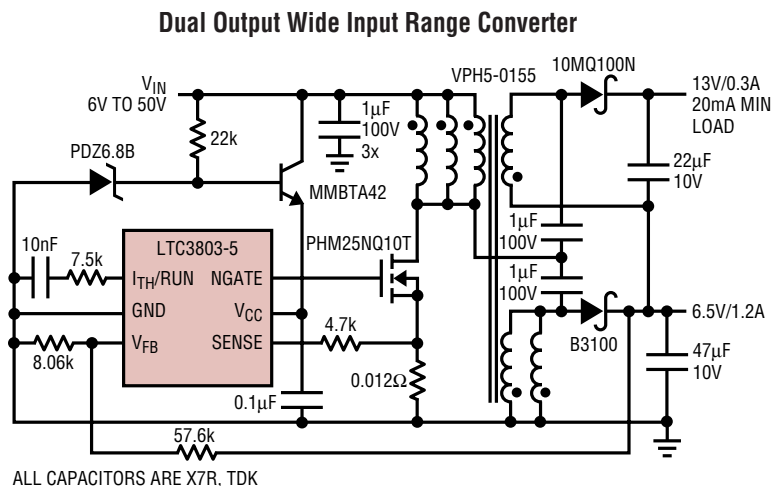 Dual Output Wide Input Range Converter
VIN
6V TO 50V
22k
PDZ6.8B
1µF
100V
3x
MMBTA42
VPH5-0155
10MQ100N
13V/0.3A
20mA MIN
LOAD
22µF
10V
10nF
7.5k
LTC3803-5
ITH/RUN
NGATE
GND
VCC
VFB
SENSE
PHM25NQ10T
1µF
100V
1µF
100V
6.5V/1.2A
B3100
47µF
10V
8.06k
4.7k
0.012Ω
0.1µF
57.6k
ALL CAPACITORS ARE X7R, TDK